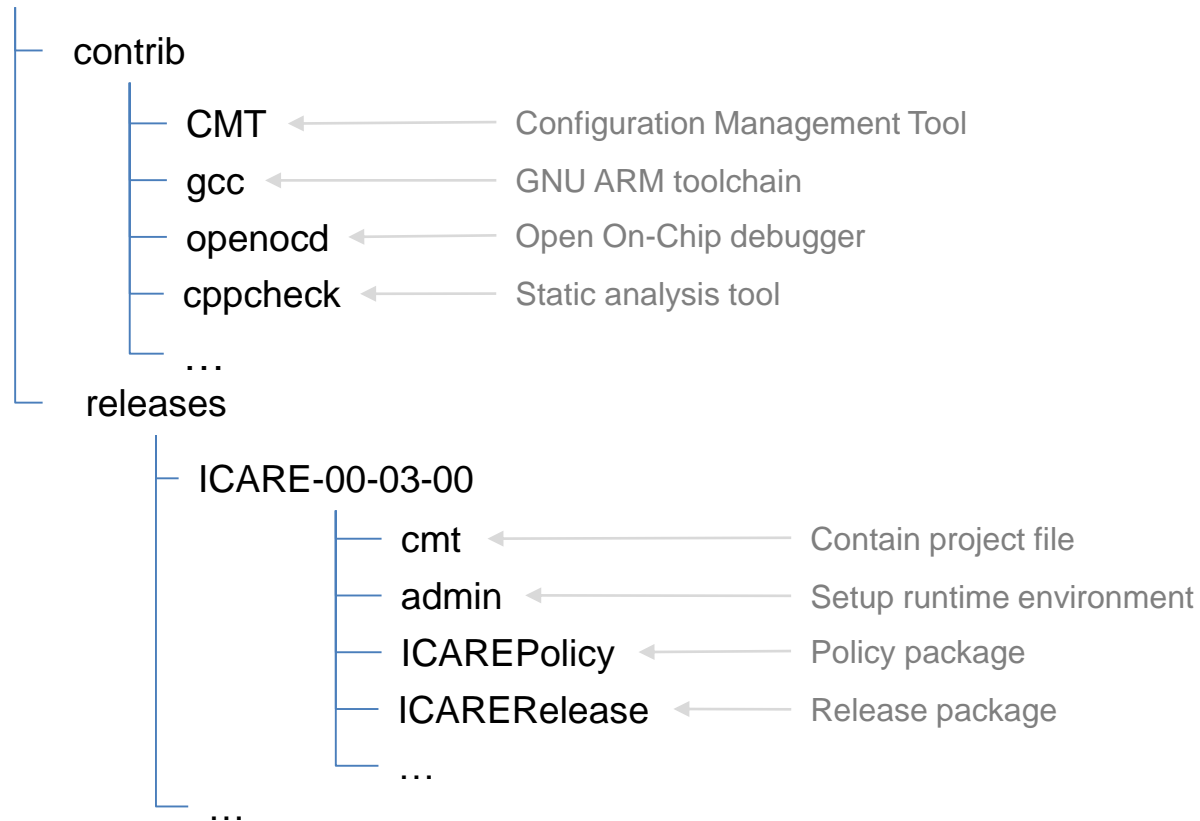 contrib
CMT Configuration Management Tool
gcc GNU ARM toolchain
openocd Open On-Chip debugger
cppcheck Static analysis tool
…
releases
ICARE-00-03-00
cmt Contain project file
admin Setup runtime environment
ICAREPolicy Policy package
ICARERelease Release package
…
…